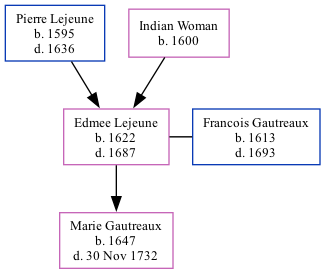 Pierre Lejeune
b. 1595
d. 1636
Indian Woman
b. 1600
Edmee Lejeune
b. 1622
d. 1687
Francois Gautreaux
b. 1613
d. 1693
Marie Gautreaux
b. 1647
d. 30 Nov 1732